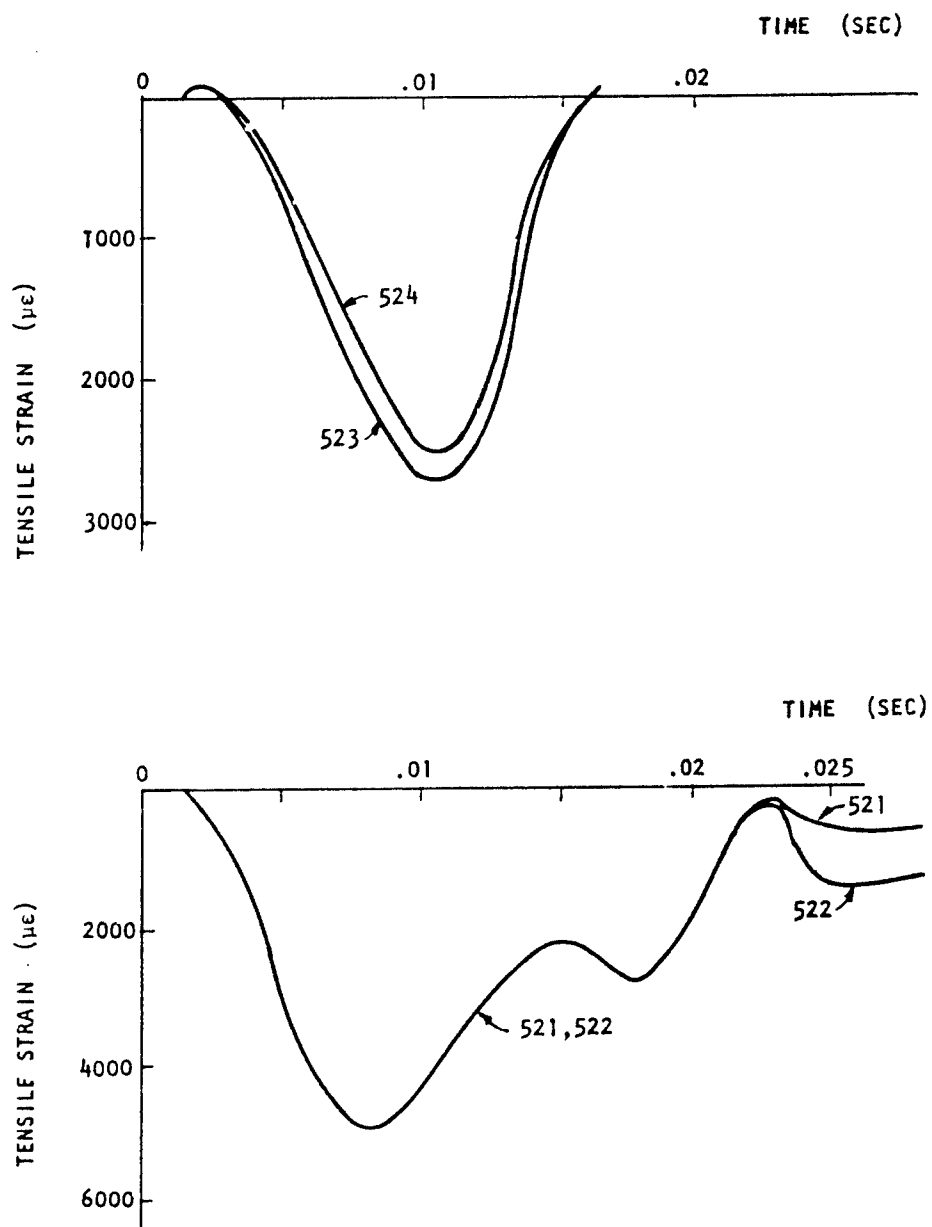 TIME (SEC)
0 .01 .02
1000
524
2000
523
3000
TENSILE STRAIN (με)
TIME (SEC)
0 .01 .02 .025
521
522
2000
521,522
4000
6000
TENSILE STRAIN (με)